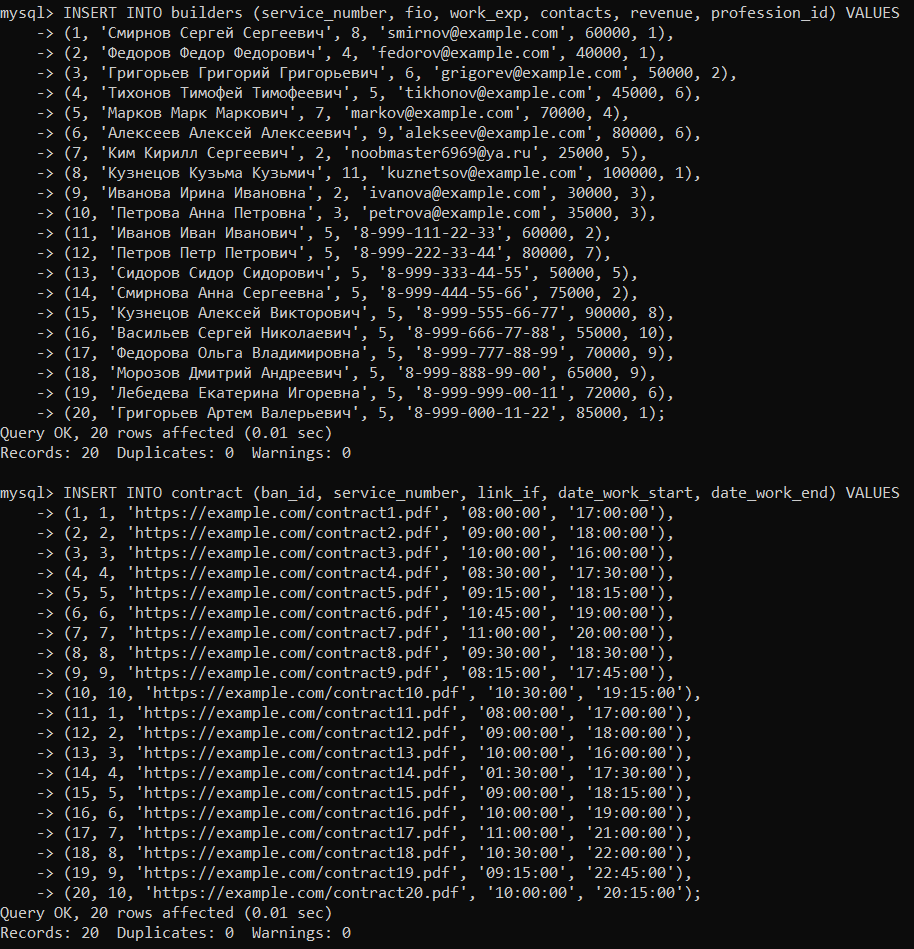 mysql> INSERT INTO builders (service_number, fio, work_exp, contacts, revenue, profession_id) VALUES
    -> (1, 'Смирнов Сергей Сергеевич', 8, 'smirnov@example.com', 60000, 1),
    -> (2, 'Федоров Федор Федорович', 4, 'fedorov@example.com', 40000, 1),
    -> (3, 'Григорьев Григорий Григорьевич', 6, 'grigorev@example.com', 50000, 2),
    -> (4, 'Тихонов Тимофей Тимофеевич', 5, 'tikhonov@example.com', 45000, 6),
    -> (5, 'Марков Марк Маркович', 7, 'markov@example.com', 70000, 4),
    -> (6, 'Алексеев Алексей Алексеевич', 9,'alekseev@example.com', 80000, 6),
    -> (7, 'Ким Кирилл Сергеевич', 2, 'noobmaster6969@ya.ru', 25000, 5),
    -> (8, 'Кузнецов Кузьма Кузьмич', 11, 'kuznetsov@example.com', 100000, 1),
    -> (9, 'Иванова Ирина Ивановна', 2, 'ivanova@example.com', 30000, 3),
    -> (10, 'Петрова Анна Петровна', 3, 'petrova@example.com', 35000, 3),
    -> (11, 'Иванов Иван Иванович', 5, '8-999-111-22-33', 60000, 2),
    -> (12, 'Петров Петр Петрович', 5, '8-999-222-33-44', 80000, 7),
    -> (13, 'Сидоров Сидор Сидорович', 5, '8-999-333-44-55', 50000, 5),
    -> (14, 'Смирнова Анна Сергеевна', 5, '8-999-444-55-66', 75000, 2),
    -> (15, 'Кузнецов Алексей Викторович', 5, '8-999-555-66-77', 90000, 8),
    -> (16, 'Васильев Сергей Николаевич', 5, '8-999-666-77-88', 55000, 10),
    -> (17, 'Федорова Ольга Владимировна', 5, '8-999-777-88-99', 70000, 9),
    -> (18, 'Морозов Дмитрий Андреевич', 5, '8-999-888-99-00', 65000, 9),
    -> (19, 'Лебедева Екатерина Игоревна', 5, '8-999-999-00-11', 72000, 6),
    -> (20, 'Григорьев Артем Валерьевич', 5, '8-999-000-11-22', 85000, 1);
Query OK, 20 rows affected (0.01 sec)
Records: 20  Duplicates: 0  Warnings: 0

mysql> INSERT INTO contract (ban_id, service_number, link_if, date_work_start, date_work_end) VALUES
    -> (1, 1, 'https://example.com/contract1.pdf', '08:00:00', '17:00:00'),
    -> (2, 2, 'https://example.com/contract2.pdf', '09:00:00', '18:00:00'),
    -> (3, 3, 'https://example.com/contract3.pdf', '10:00:00', '16:00:00'),
    -> (4, 4, 'https://example.com/contract4.pdf', '08:30:00', '17:30:00'),
    -> (5, 5, 'https://example.com/contract5.pdf', '09:15:00', '18:15:00'),
    -> (6, 6, 'https://example.com/contract6.pdf', '10:45:00', '19:00:00'),
    -> (7, 7, 'https://example.com/contract7.pdf', '11:00:00', '20:00:00'),
    -> (8, 8, 'https://example.com/contract8.pdf', '09:30:00', '18:30:00'),
    -> (9, 9, 'https://example.com/contract9.pdf', '08:15:00', '17:45:00'),
    -> (10, 10, 'https://example.com/contract10.pdf', '10:30:00', '19:15:00'),
    -> (11, 1, 'https://example.com/contract11.pdf', '08:00:00', '17:00:00'),
    -> (12, 2, 'https://example.com/contract12.pdf', '09:00:00', '18:00:00'),
    -> (13, 3, 'https://example.com/contract13.pdf', '10:00:00', '16:00:00'),
    -> (14, 4, 'https://example.com/contract14.pdf', '01:30:00', '17:30:00'),
    -> (15, 5, 'https://example.com/contract15.pdf', '09:00:00', '18:15:00'),
    -> (16, 6, 'https://example.com/contract16.pdf', '10:00:00', '19:00:00'),
    -> (17, 7, 'https://example.com/contract17.pdf', '11:00:00', '21:00:00'),
    -> (18, 8, 'https://example.com/contract18.pdf', '10:30:00', '22:00:00'),
    -> (19, 9, 'https://example.com/contract19.pdf', '09:15:00', '22:45:00'),
    -> (20, 10, 'https://example.com/contract20.pdf', '10:00:00', '20:15:00');
Query OK, 20 rows affected (0.01 sec)
Records: 20  Duplicates: 0  Warnings: 0